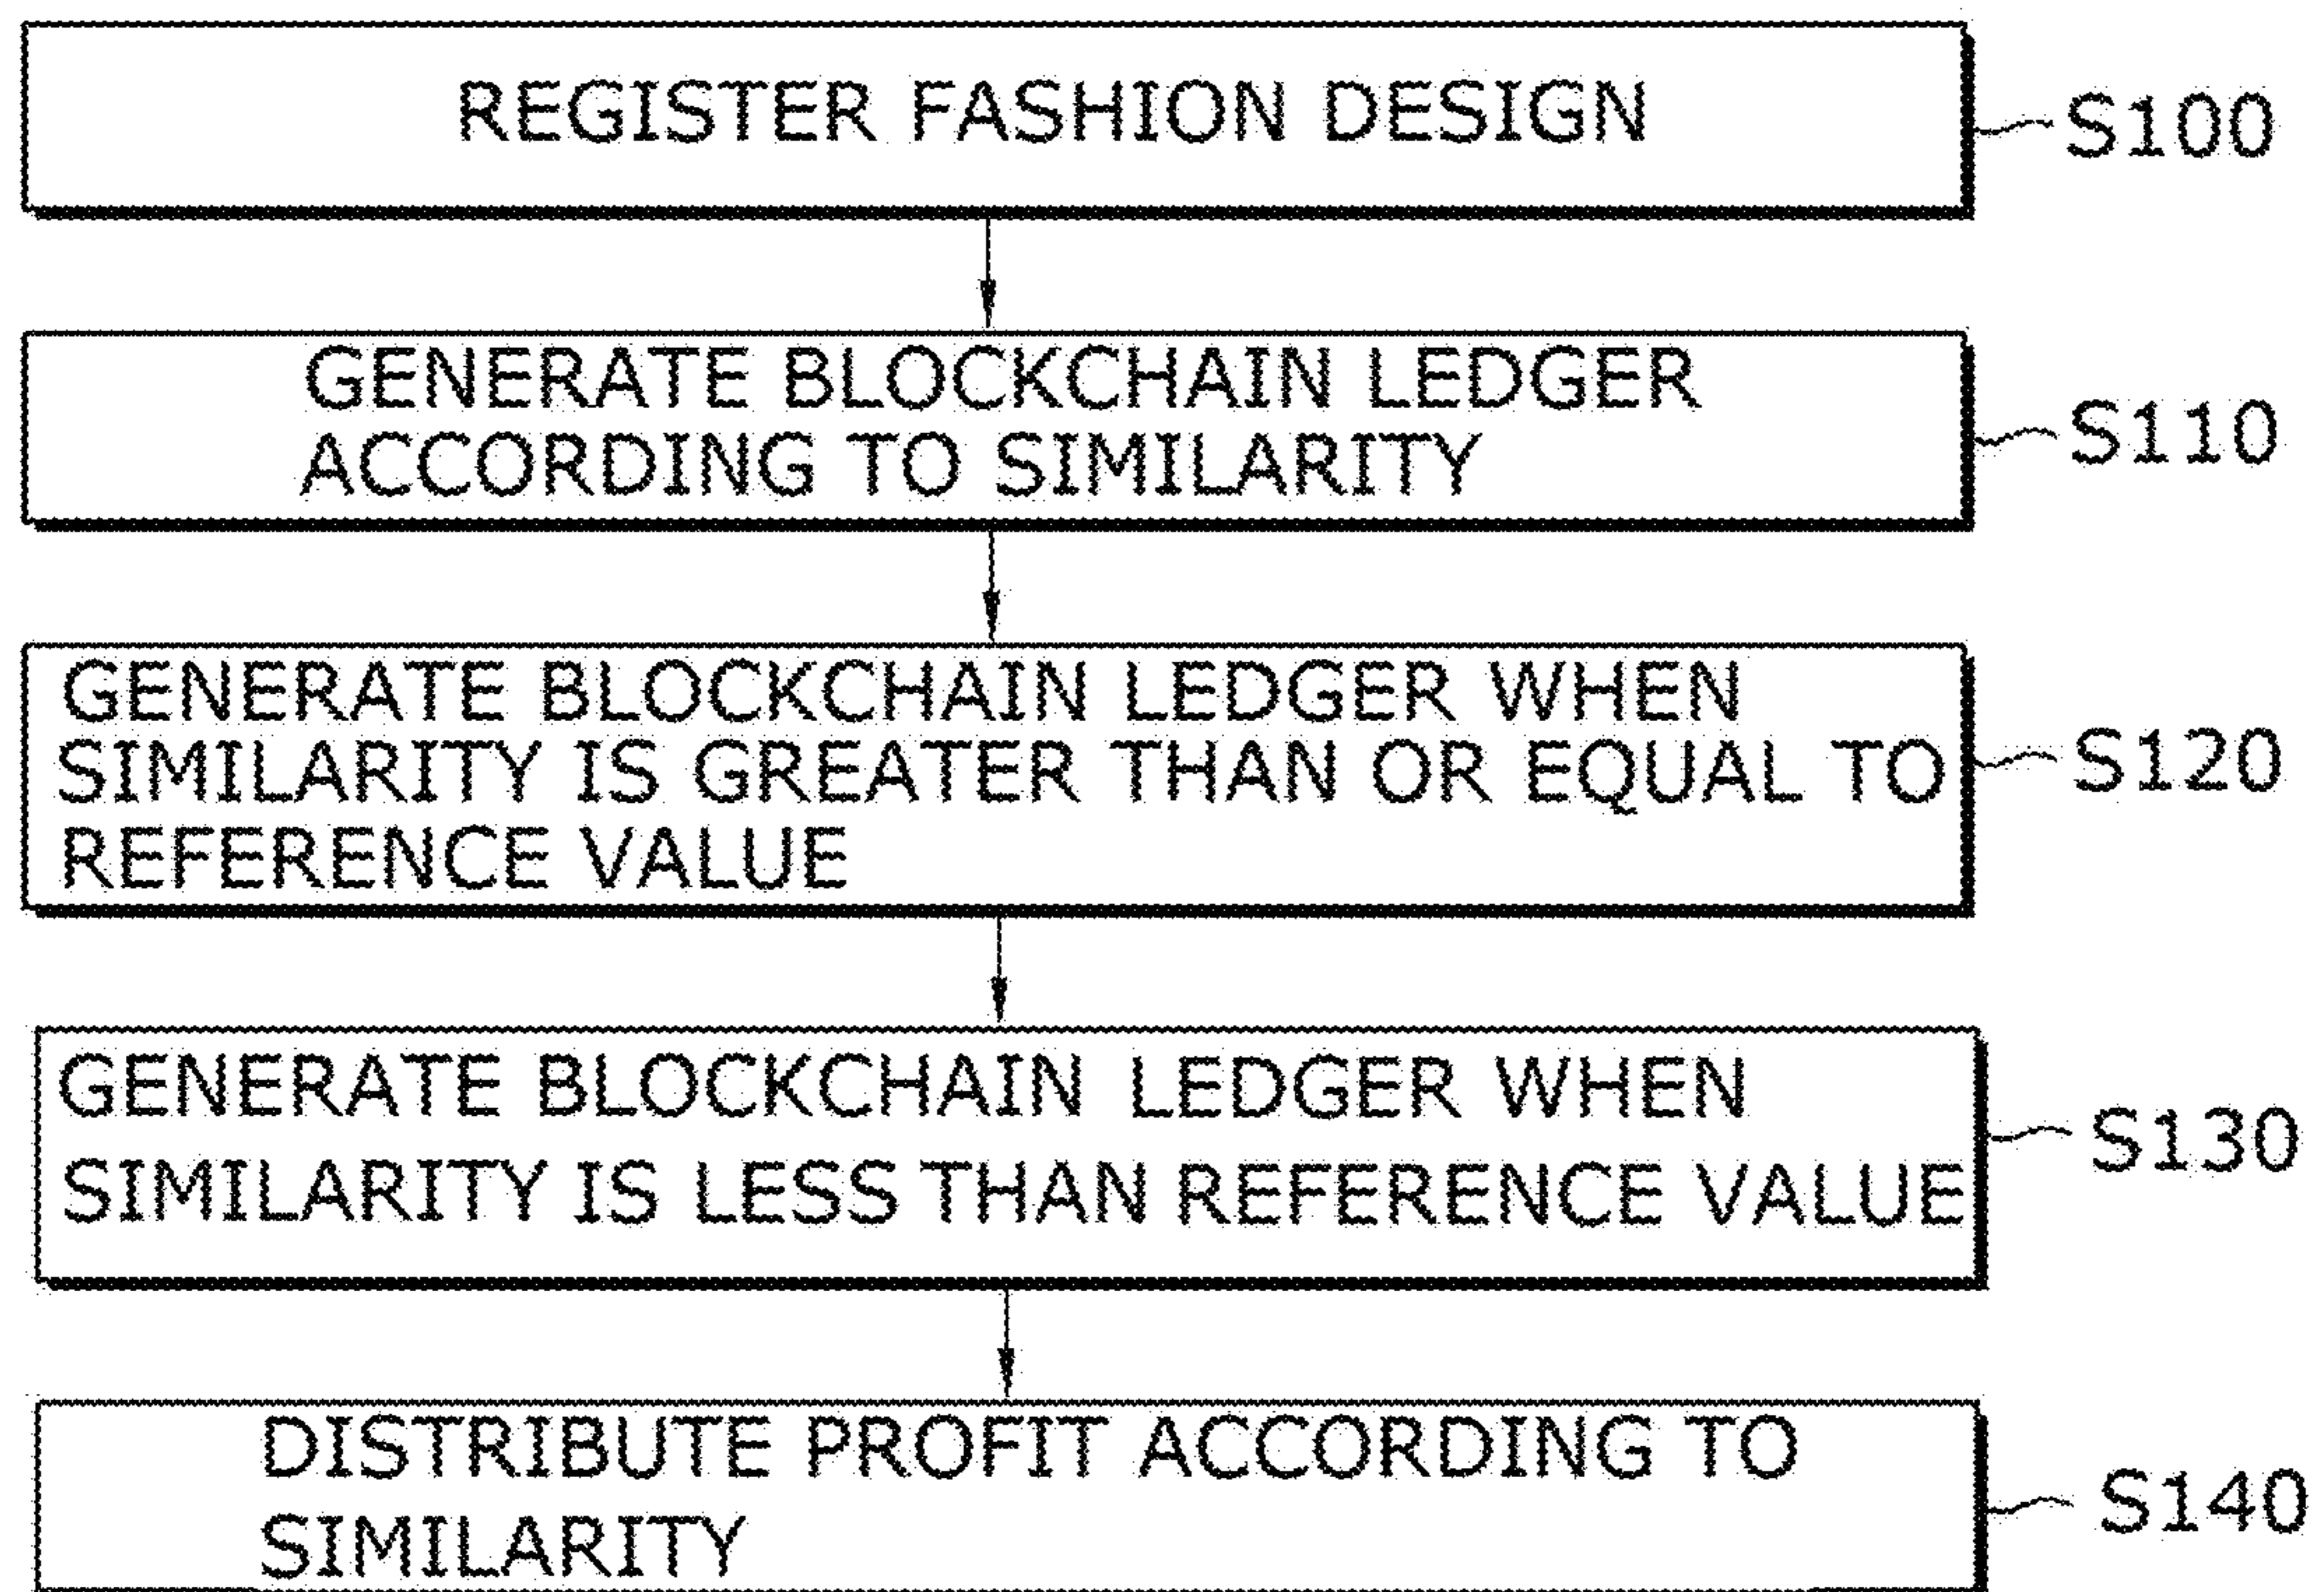 REGISTER FASHION DESIGN
S100
GENERATE BLOCKCHAIN LEDGER
ACCORDING TO SIMILARITY
S110
GENERATE BLOCKCHAIN LEDGER WHEN
SIMILARITY IS GREATER THAN OR EQUAL TO
REFERENCE VALUE
S120
GENERATE BLOCKCHAIN LEDGER WHEN
SIMILARITY IS LESS THAN REFERENCE VALUE
S130
DISTRIBUTE PROFIT ACCORDING TO
SIMILARITY
S140